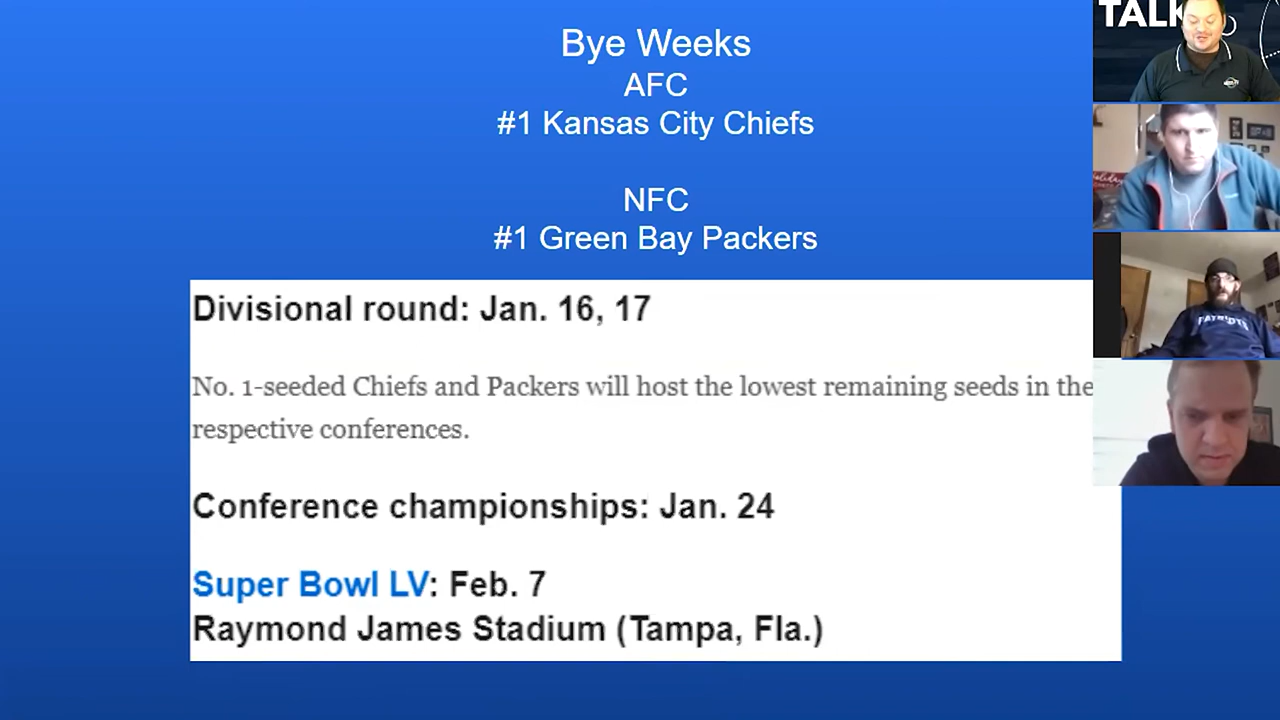 Bye Weeks
AFC
#1 Kansas City Chiefs
NFC
#1 Green Bay Packers
Divisional round: Jan. 16, 17
No. 1-seeded Chiefs and Packers will host the lowest remaining seeds in the
respective conferences.
Conference championships: Jan. 24
Super Bowl LV: Feb. 7
Raymond James Stadium (Tampa, Fla.)
TALK
PATRIOTS